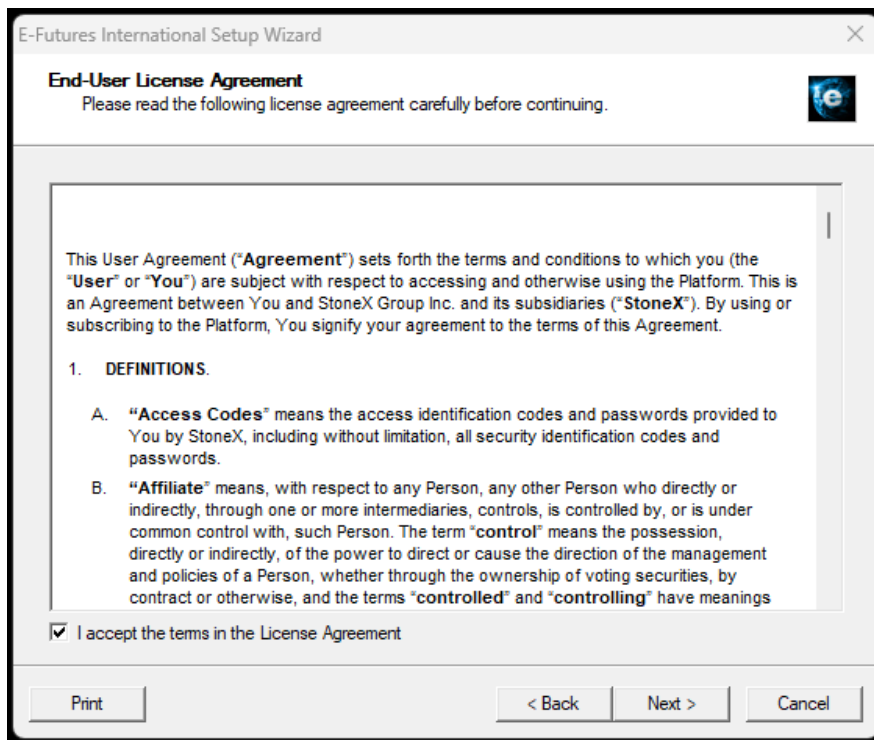 E-Futures International Setup Wizard
End-User License Agreement
Please read the following license agreement carefully before continuing.
e
This User Agreement (“Agreement”) sets forth the terms and conditions to which you (the
“User” or “You”) are subject with respect to accessing and otherwise using the Platform. This is
an Agreement between You and StoneX Group Inc. and its subsidiaries (“StoneX”). By using or
subscribing to the Platform, You signify your agreement to the terms of this Agreement.
1. DEFINITIONS.
A. “Access Codes” means the access identification codes and passwords provided to
You by StoneX, including without limitation, all security identification codes and
passwords.
B. “Affiliate” means, with respect to any Person, any other Person who directly or
indirectly, through one or more intermediaries, controls, is controlled by, or is under
common control with, such Person. The term “control” means the possession,
directly or indirectly, of the power to direct or cause the direction of the management
and policies of a Person, whether through the ownership of voting securities, by
contract or otherwise, and the terms “controlled” and “controlling” have meanings
I accept the terms in the License Agreement
Print
< Back
Next >
Cancel